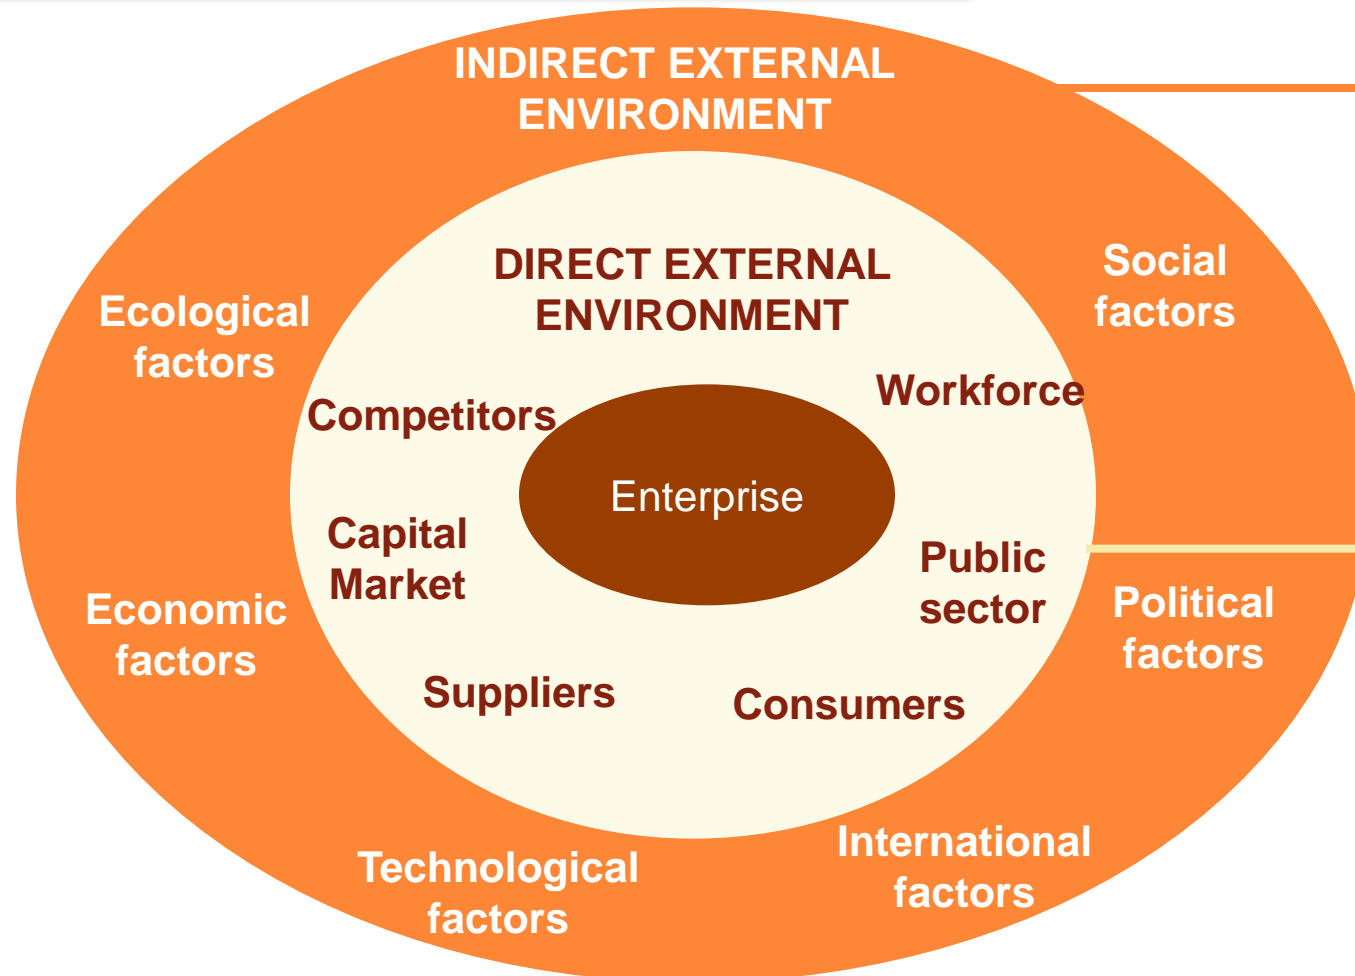 INDIRECT EXTERNAL
ENVIRONMENT
DIRECT EXTERNAL
ENVIRONMENT
Social
factors
Ecological
factors
Workforce
Competitors
Enterprise
Capital
Market
Public
sector
Economic
factors
Political
factors
Suppliers
Consumers
Technological
factors
International
factors